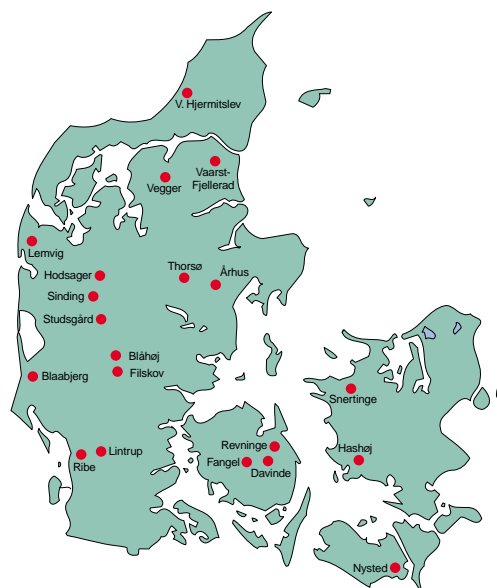 V. Hjermitslev
Vaarst-
Fjellerad
Vegger
Lemvig
Hodsager
Thorsø
Århus
Sinding
Studsgård
Blåhøj
Filskov
Blaabjerg
Snertinge
Revninge
Hashøj
Lintrup
Ribe
Fangel
Davinde
Nysted